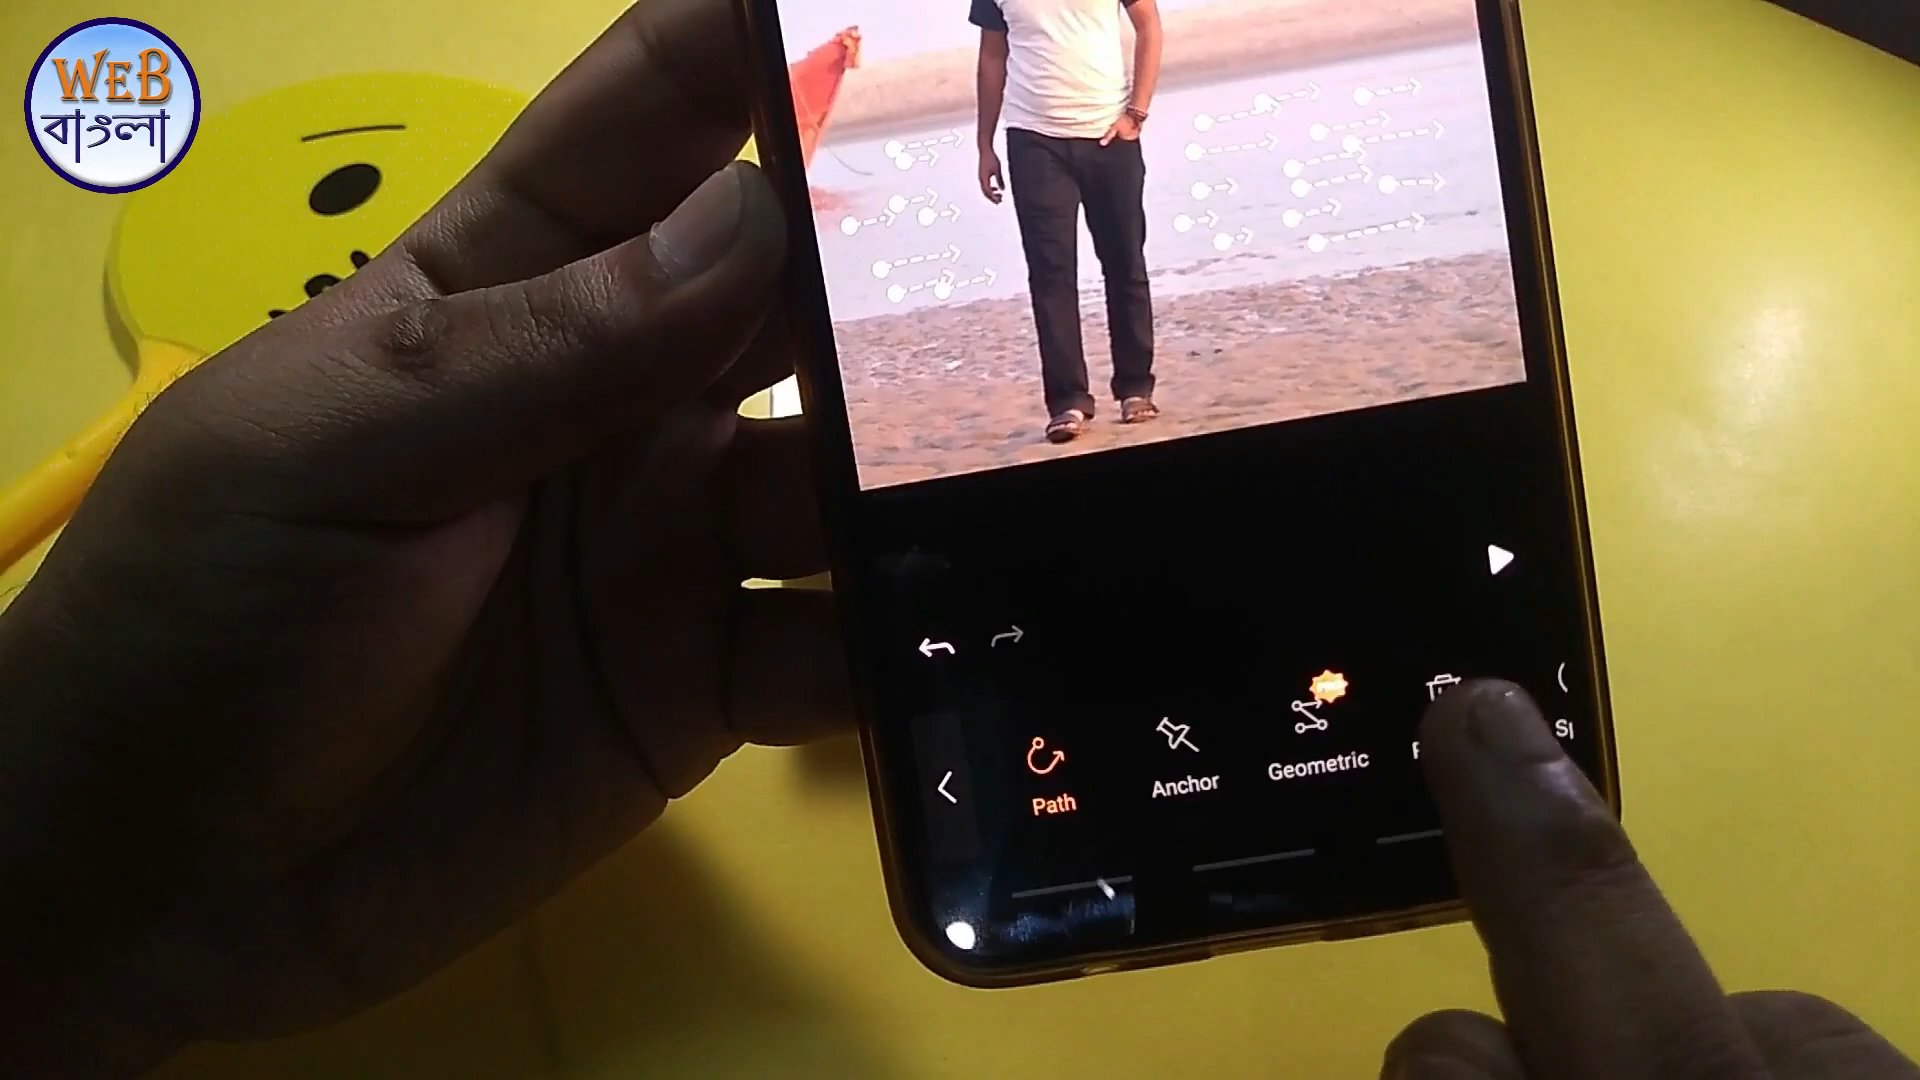 WEB
বাংলা
Path
Anchor
Geometric